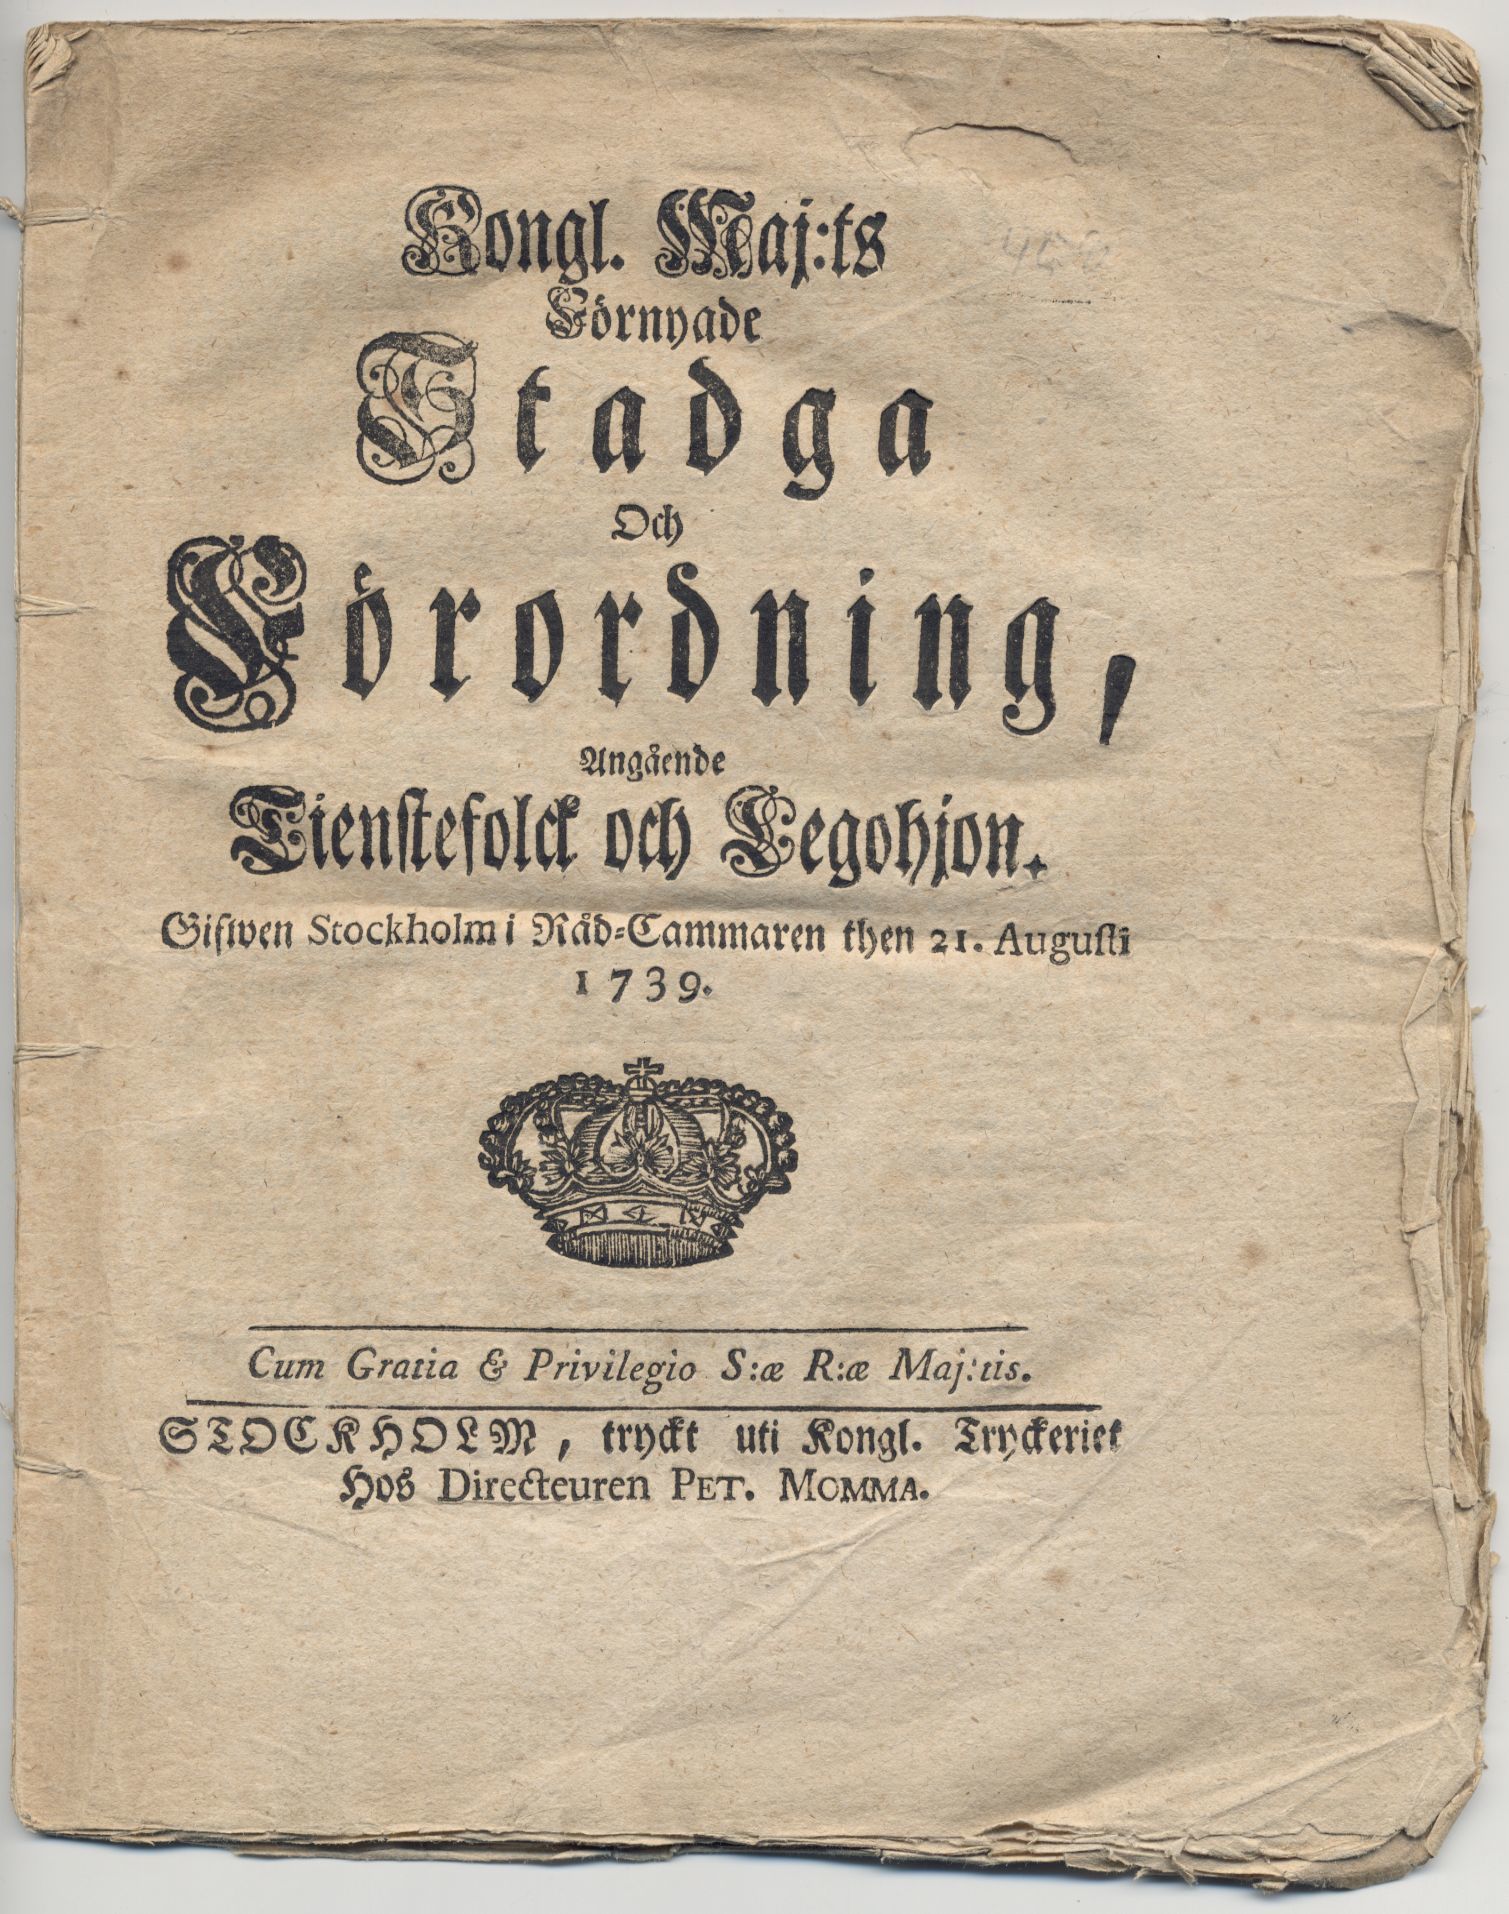 Kongl. Maj:ts
Förnyade
Stadga
Och
Förordning,
Angående
Tienstefolck och Legohjon.
Gifwen Stockholm i Råd-Cammaren then 21. Augusti
1739.
Cum Gratia & Privilegio S:æ R:æ Maj:tis.
STOCKHOLM, tryckt uti Kongl. Tryckeriet
Hos Directeuren PET. MOMMA.